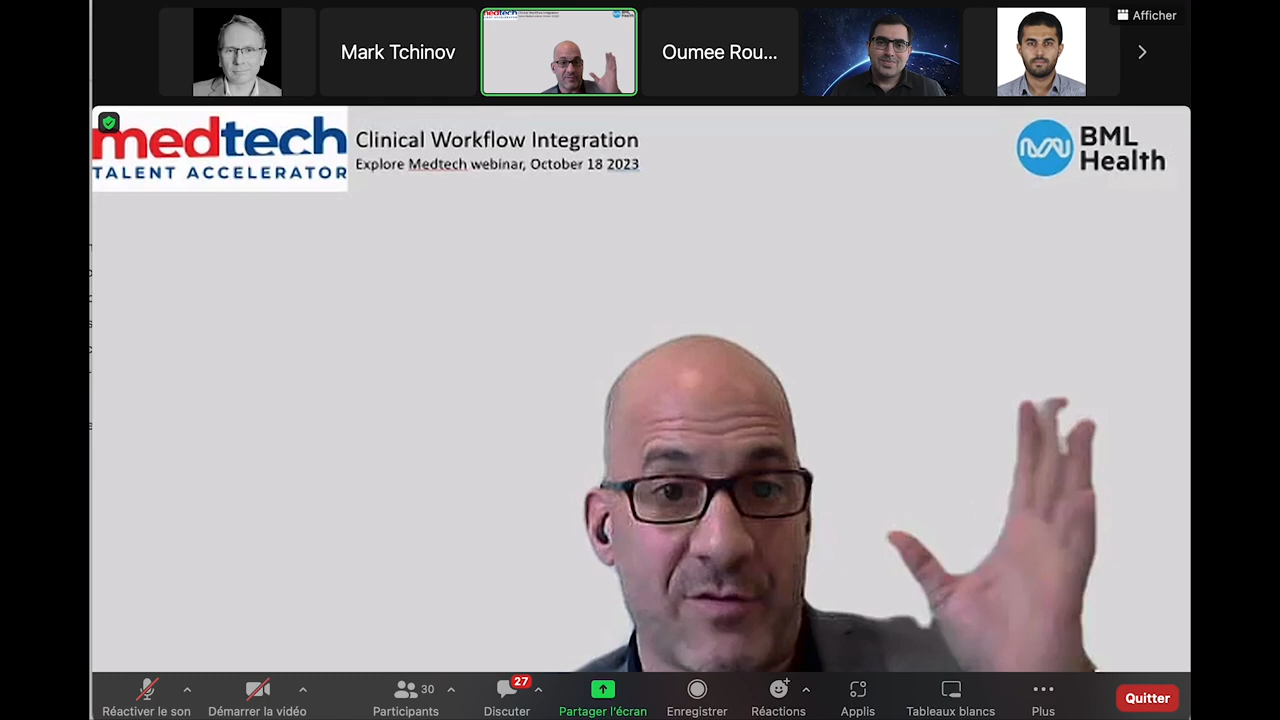 Afficher
Mark Tchinov
Oumee Rou...
medtech
TALENT ACCELERATOR
Clinical Workflow Integration
Explore Medtech webinar, October 18 2023
BML
Health
30
27
Réactiver le son
Démarrer la vidéo
Participants
Discuter
Partager l'écran
Enregistrer
Réactions
Applis
Tableaux blancs
Plus
Quitter